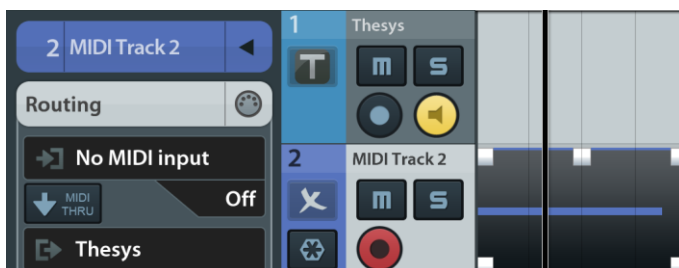 2 MIDI Track 2
Routing
No MIDI input
MIDI
THRU
Off
Thesys
1 Thesys
T
m S
2 MIDI Track 2
m S